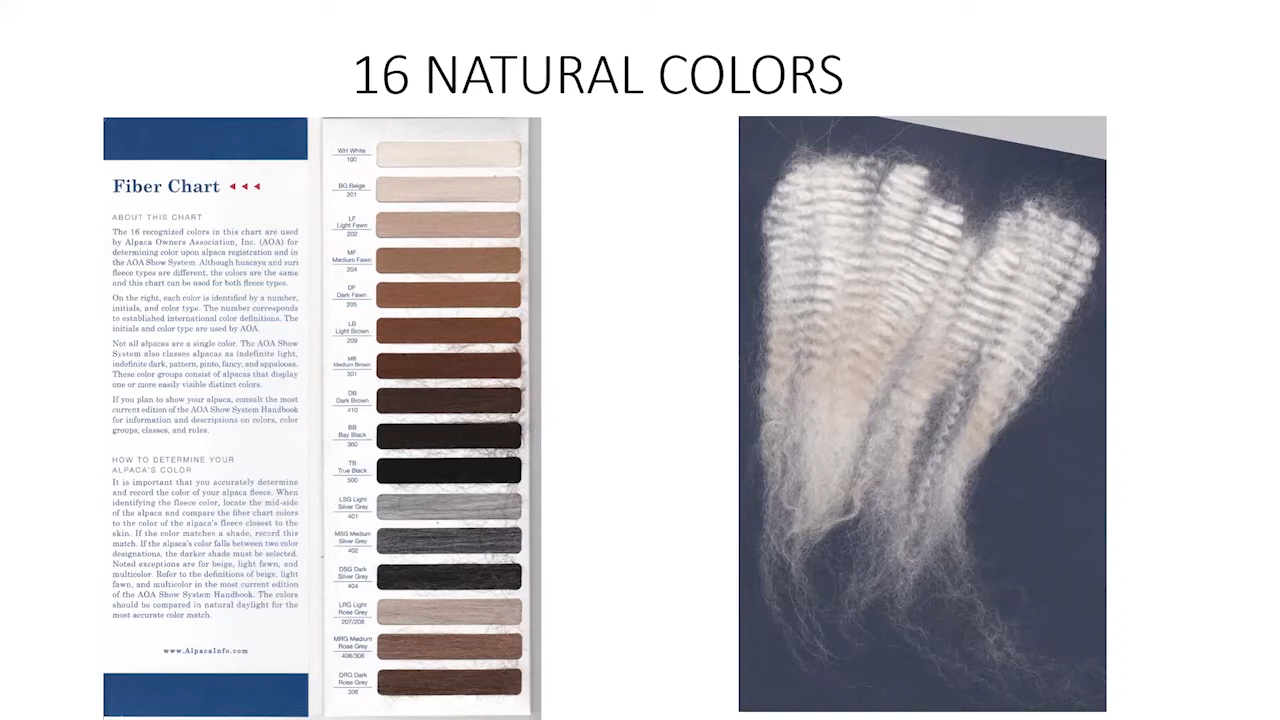 16 NATURAL COLORS
Fiber Chart
ABOUT THIS CHART
The 16 recognized colors in this chart are used
by Alpaca Owners Association, Inc. (AOA) for
determining color upon alpaca registration and in
the AOA Show System. Although huacaya and suri
fleece types are different, the colors are the same
and this chart can be used for both fleece types.
On the right, each color is identified by a number,
initials, and color type. The number corresponds
to established international color definitions. The
initials and color type are used by AOA.
Not all alpacas are a single color. The AOA Show
System also classes alpacas as indefinite light,
indefinite dark, pattern, pinto, fancy, and appaloosa.
These color groups consist of alpacas that display
one or more easily visible distinct colors.
If you plan to show your alpaca, consult the most
current edition of the AOA Show System Handbook
for information and descriptions on colors, color
groups, classes, and rules.
HOW TO DETERMINE YOUR
ALPACA'S COLOR
It is important that you accurately determine
and record the color of your alpaca fleece. When
identifying the fleece color, locate the mid-side
of the alpaca and compare the fiber chart colors
to the color of the alpaca's fleece closest to the
skin. If the color matches a shade, record this
match. If the alpaca's color falls between two color
designations, the darker shade must be selected.
Noted exceptions are for beige, light fawn, and
multicolor. Refer to the definitions of beige, light
fawn, and multicolor in the most current edition
of the AOA Show System Handbook. The colors
should be compared in natural daylight for the
most accurate color match.
www.AlpacaInfo.com
WH White
100
BG Beige
201
LF
Light Fawn
202
MF
Medium Fawn
204
DF
Dark Fawn
205
LB
Light Brown
209
MB
Medium Brown
301
DB
Dark Brown
410
BB
Bay Black
360
TB
True Black
500
LSG Light
Silver Grey
401
MSG Medium
Silver Grey
402
DSG Dark
Silver Grey
404
LRG Light
Rose Grey
207/208
MRG Medium
Rose Grey
408/306
DRG Dark
Rose Grey
306